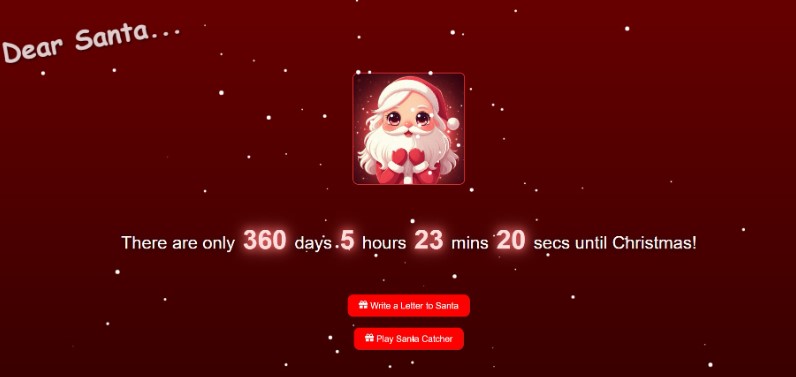 Dear Santa...
There are only 360 days 5 hours 23 mins 20 secs until Christmas!
Write a Letter to Santa
Play Santa Catcher